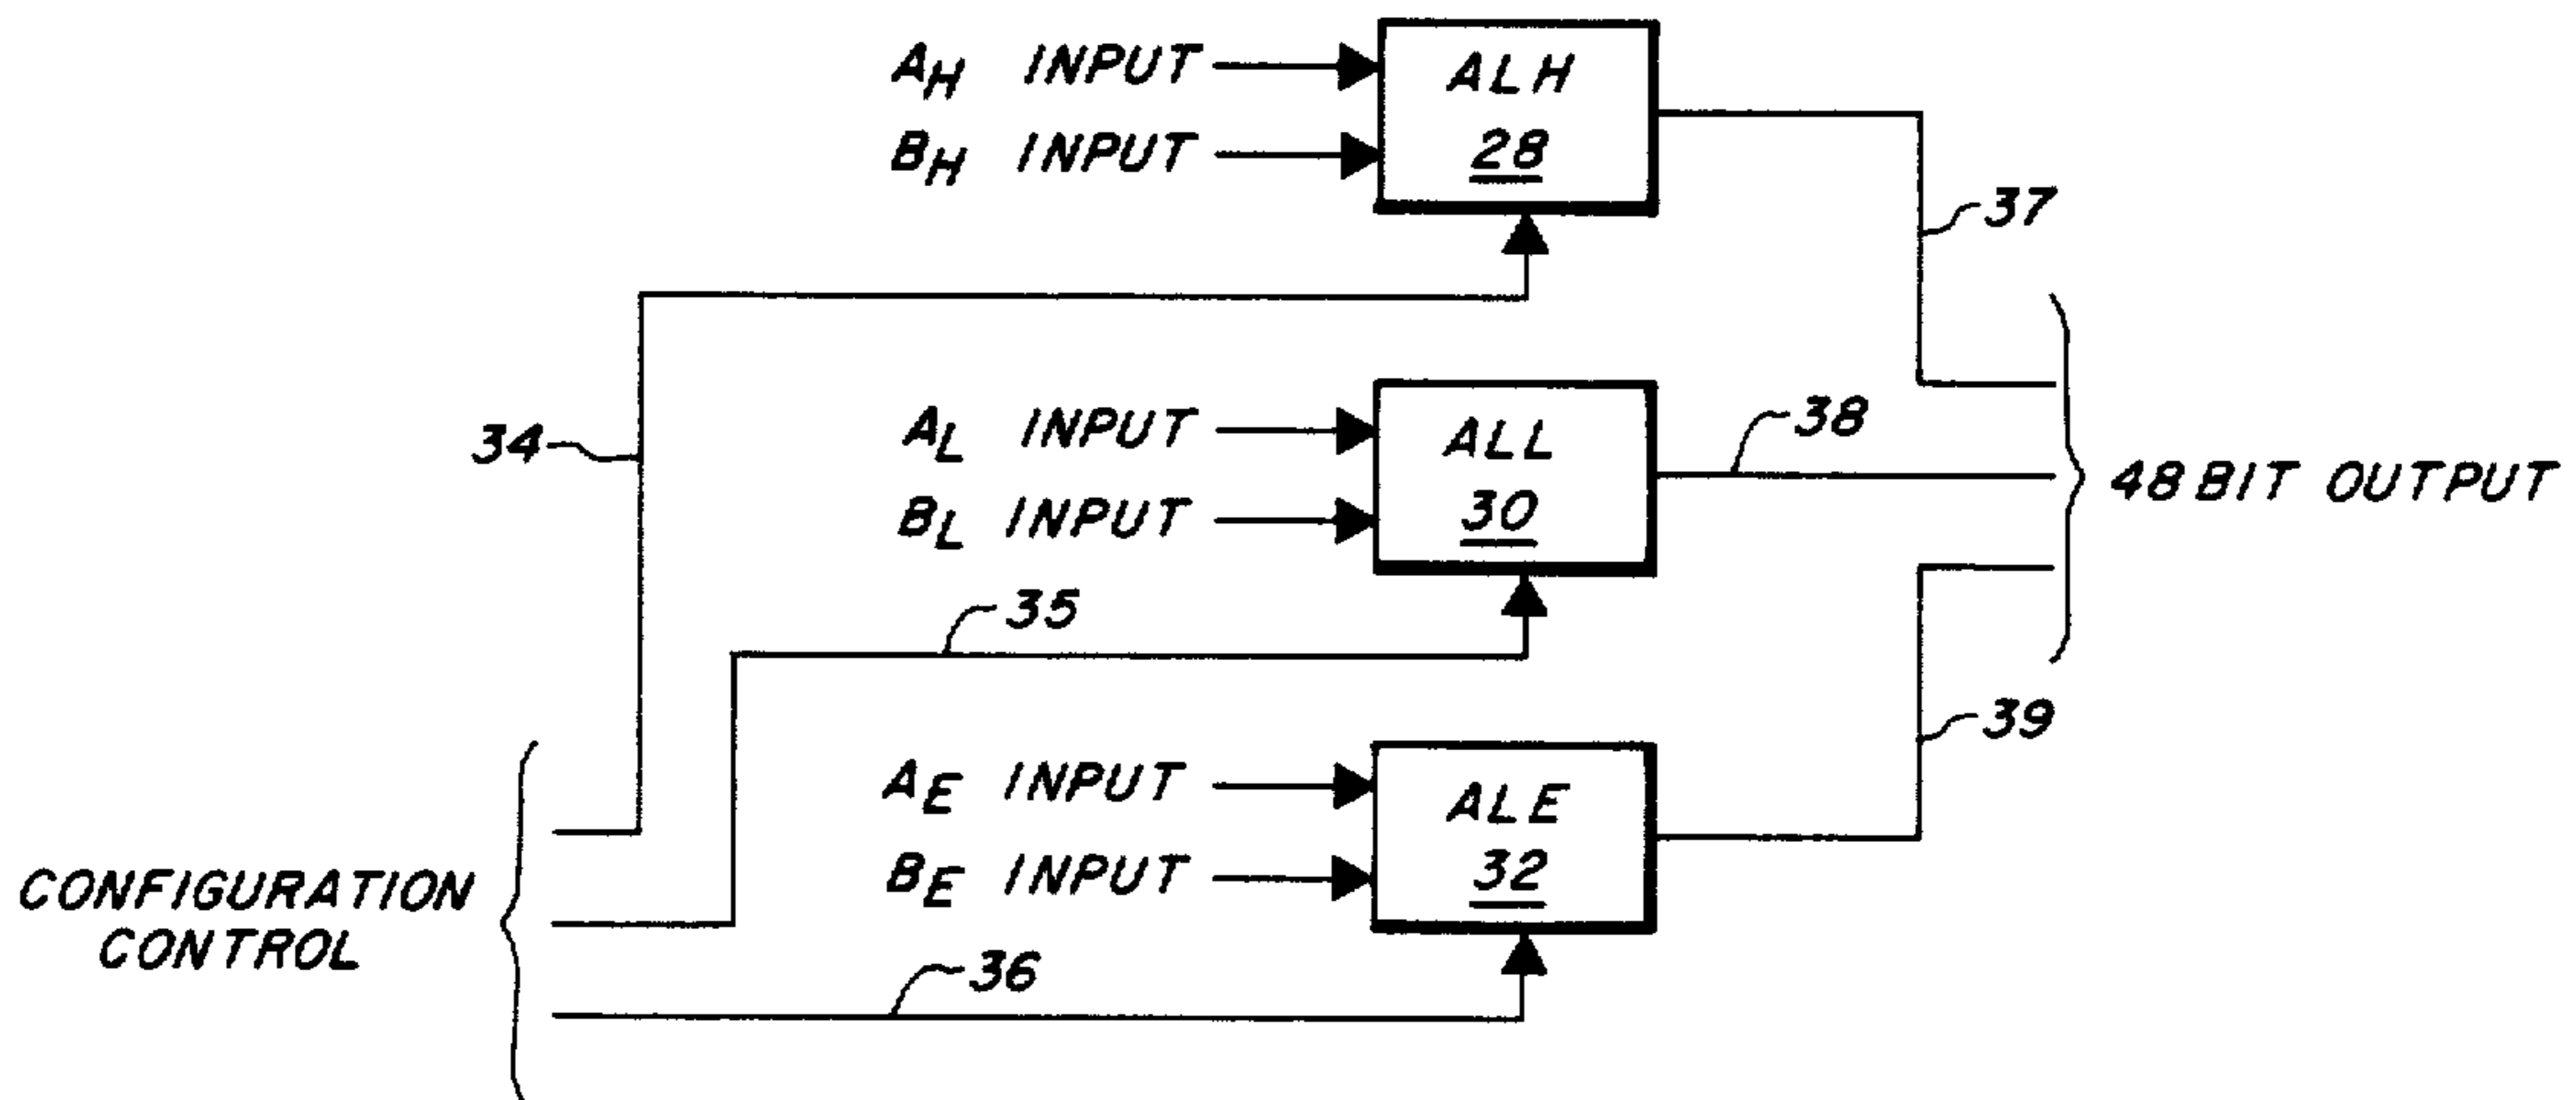 A_H INPUT
B_H INPUT
ALH
28
37
34
A_L INPUT
B_L INPUT
ALL
30
38
48 BIT OUTPUT
35
A_E INPUT
B_E INPUT
ALE
32
39
CONFIGURATION
CONTROL
36